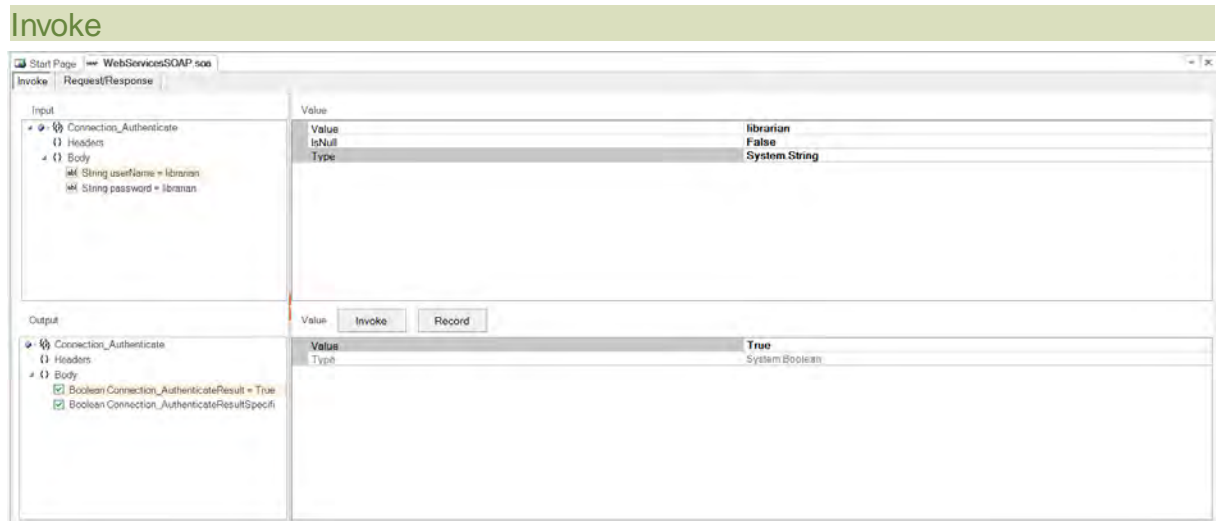 Invoke
Start Page WebServicesSOAP.soa
Invoke Request/Response
Input
Value
Connection_Authenticate
Headers
Body
String userName = librarian
String password = librarian
Value librarian
IsNull False
Type System.String
Output
Value Invoke Record
Connection_Authenticate
Headers
Body
Boolean Connection_AuthenticateResult = True
Boolean Connection_AuthenticateResultSpecifi
Value True
Type System.Boolean